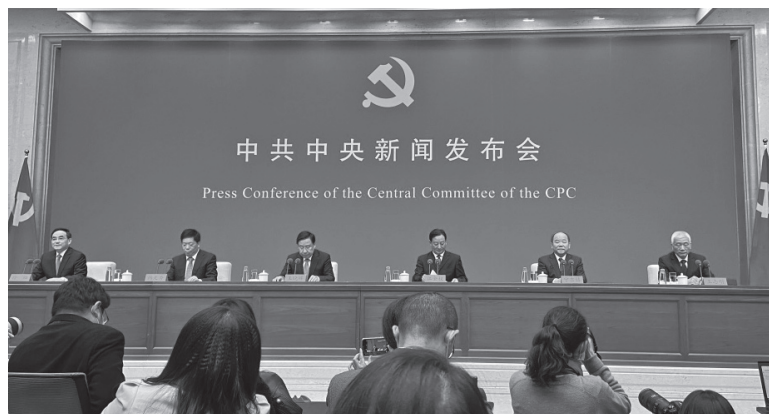 中共中央新闻发布会
Press Conference of the Central Committee of the CPC